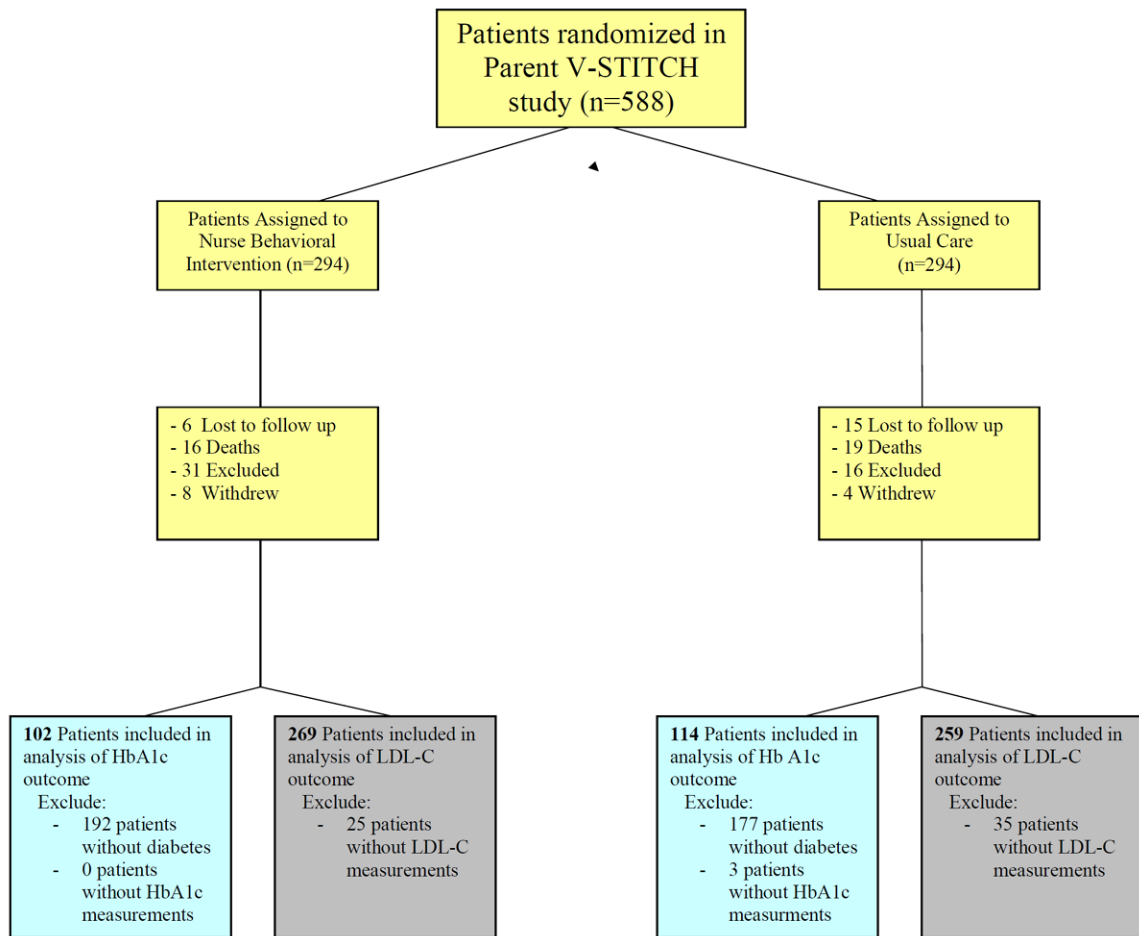 Patients randomized in
Parent V-STITCH
study (n=588)
Patients Assigned to
Nurse Behavioral
Intervention (n=294)
Patients Assigned to
Usual Care
(n=294)
- 6 Lost to follow up
- 16 Deaths
- 31 Excluded
- 8 Withdrew
- 15 Lost to follow up
- 19 Deaths
- 16 Excluded
- 4 Withdrew
102 Patients included in
analysis of HbA1c
outcome
Exclude:
- 192 patients
without diabetes
- 0 patients
without HbA1c
measurements
269 Patients included in
analysis of LDL-C
outcome
Exclude:
- 25 patients
without LDL-C
measurements
114 Patients included in
analysis of Hb A1c
outcome
Exclude:
- 177 patients
without diabetes
- 3 patients
without HbA1c
measurments
259 Patients included in
analysis of LDL-C
outcome
Exclude:
- 35 patients
without LDL-C
measurements